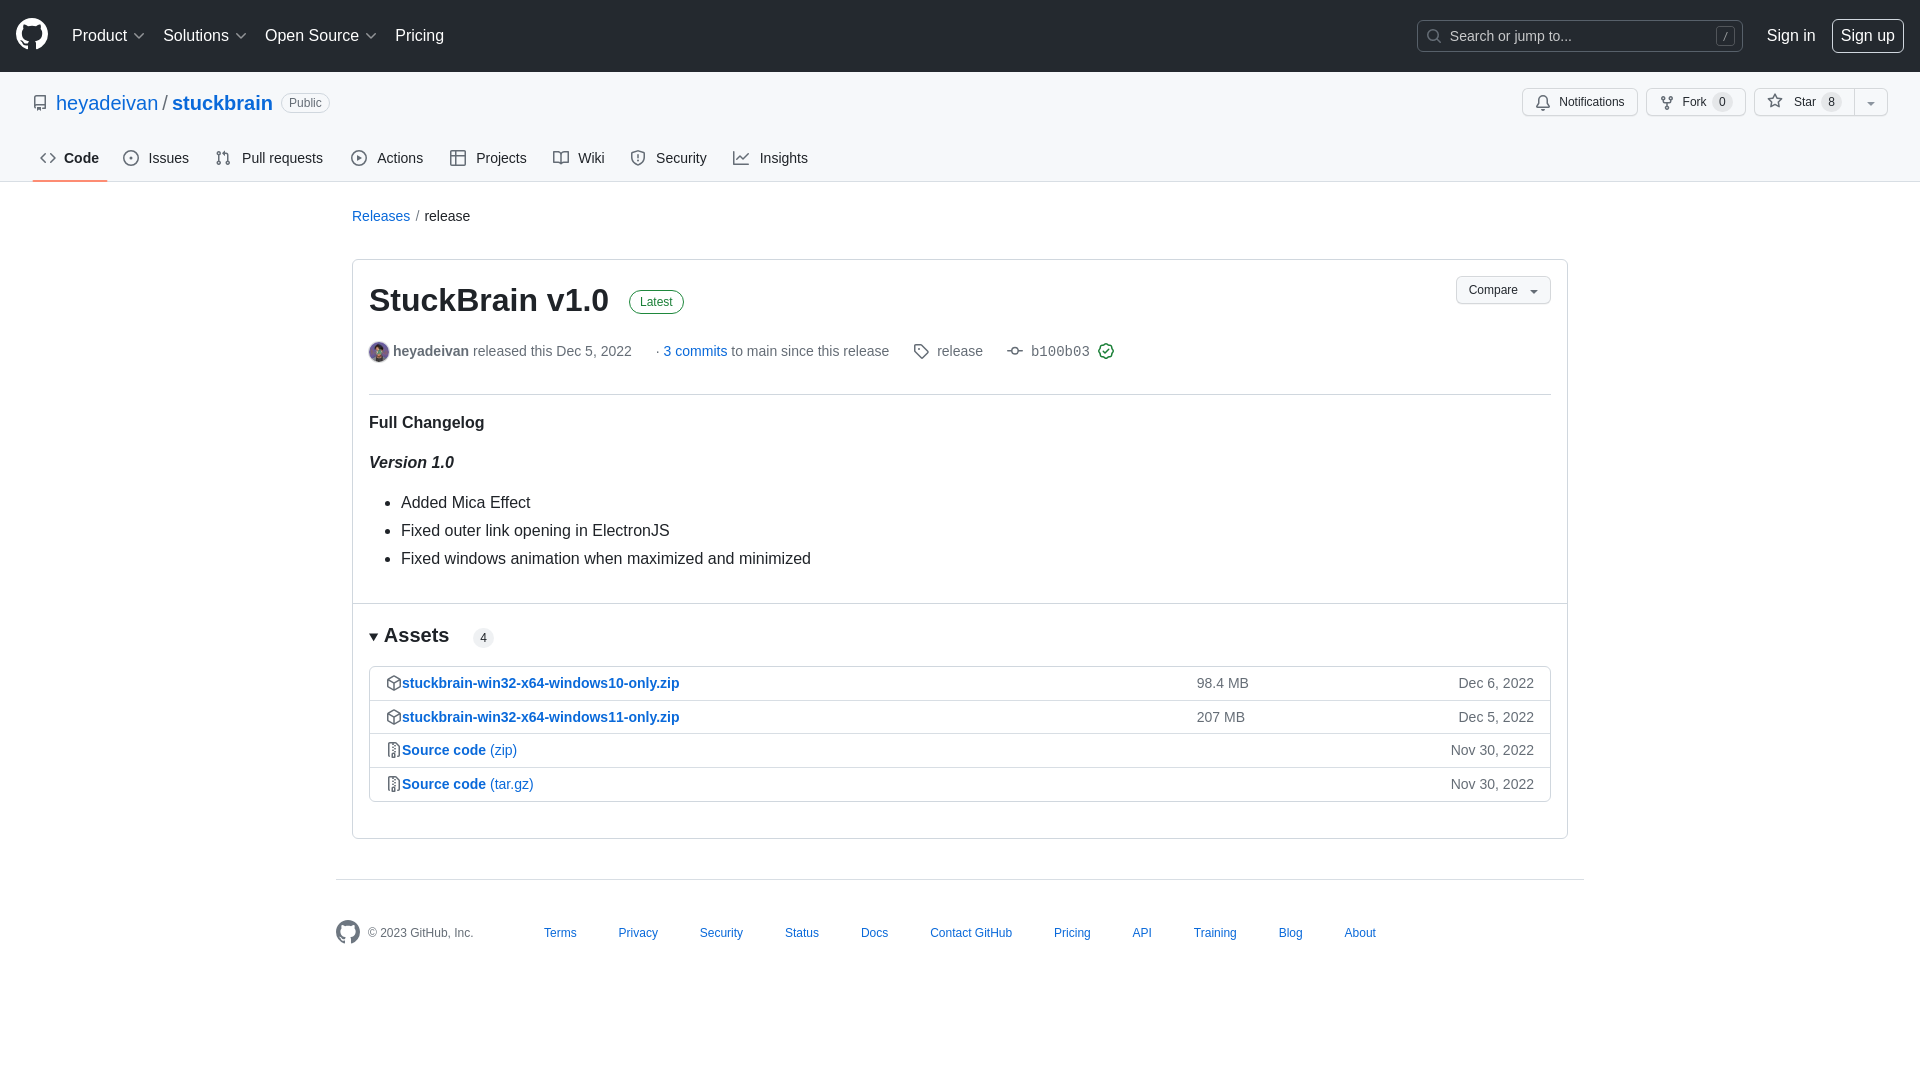 Product Solutions Open Source Pricing Search or jump to... / Sign in Sign up
heyadeivan / stuckbrain Public Notifications Fork 0 Star 8
Code Issues Pull requests Actions Projects Wiki Security Insights
Releases / release
StuckBrain v1.0 Latest Compare
heyadeivan released this Dec 5, 2022 · 3 commits to main since this release release b100b03
Full Changelog
Version 1.0
• Added Mica Effect
• Fixed outer link opening in ElectronJS
• Fixed windows animation when maximized and minimized
Assets 4
stuckbrain-win32-x64-windows10-only.zip 98.4 MB Dec 6, 2022
stuckbrain-win32-x64-windows11-only.zip 207 MB Dec 5, 2022
Source code (zip) Nov 30, 2022
Source code (tar.gz) Nov 30, 2022
© 2023 GitHub, Inc. Terms Privacy Security Status Docs Contact GitHub Pricing API Training Blog About